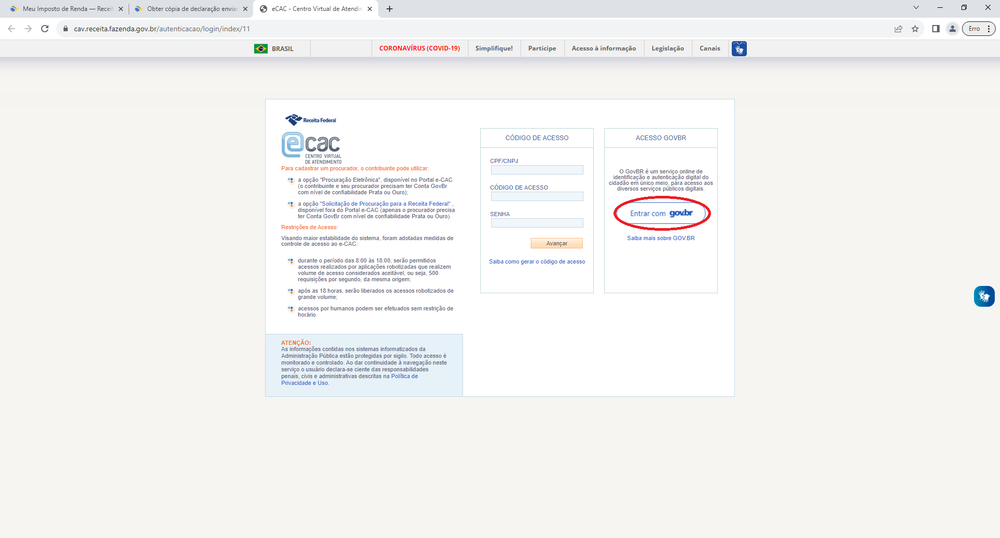 Meu Imposto de Renda — Receit
Obter cópia de declaração enviac
eCAC - Centro Virtual de Atendin
cav.receita.fazenda.gov.br/autenticacao/login/index/11
Erro
BRASIL
CORONAVÍRUS (COVID-19)
Simplifique!
Participe
Acesso à informação
Legislação
Canais
Receita Federal
ecac
CENTRO VIRTUAL
DE ATENDIMENTO
Para cadastrar um procurador, o contribuinte pode utilizar:
a opção "Procuração Eletrônica", disponível no Portal e-CAC
(o contribuinte e seu procurador precisam ter Conta GovBr
com nível de confiabilidade Prata ou Ouro);
a opção "Solicitação de Procuração para a Receita Federal" ,
disponível fora do Portal e-CAC (apenas o procurador precisa
ter Conta GovBr com nível de confiabilidade Prata ou Ouro).
Restrições de Acesso:
Visando maior estabilidade do sistema, foram adotadas medidas de
controle de acesso ao e-CAC:
durante o período das 8:00 às 18:00, serão permitidos
acessos realizados por aplicações robotizadas que realizem
volume de acesso considerados aceitável, ou seja, 500
requisições por segundo, da mesma origem;
após as 18 horas, serão liberados os acessos robotizados de
grande volume;
acessos por humanos podem ser efetuados sem restrição de
horário.
ATENÇÃO:
As informações contidas nos sistemas informatizados da
Administração Pública estão protegidas por sigilo. Todo acesso é
monitorado e controlado. Ao dar continuidade à navegação neste
serviço o usuário declara-se ciente das responsabilidades
penais, civis e administrativas descritas na Política de
Privacidade e Uso.
CÓDIGO DE ACESSO
CPF/CNPJ
CÓDIGO DE ACESSO
SENHA
Avançar
Saiba como gerar o código de acesso
ACESSO GOVBR
O GovBR é um serviço online de
identificação e autenticação digital do
cidadão em único meio, para acesso aos
diversos serviços públicos digitais.
Entrar com gov.br
Saiba mais sobre GOV.BR